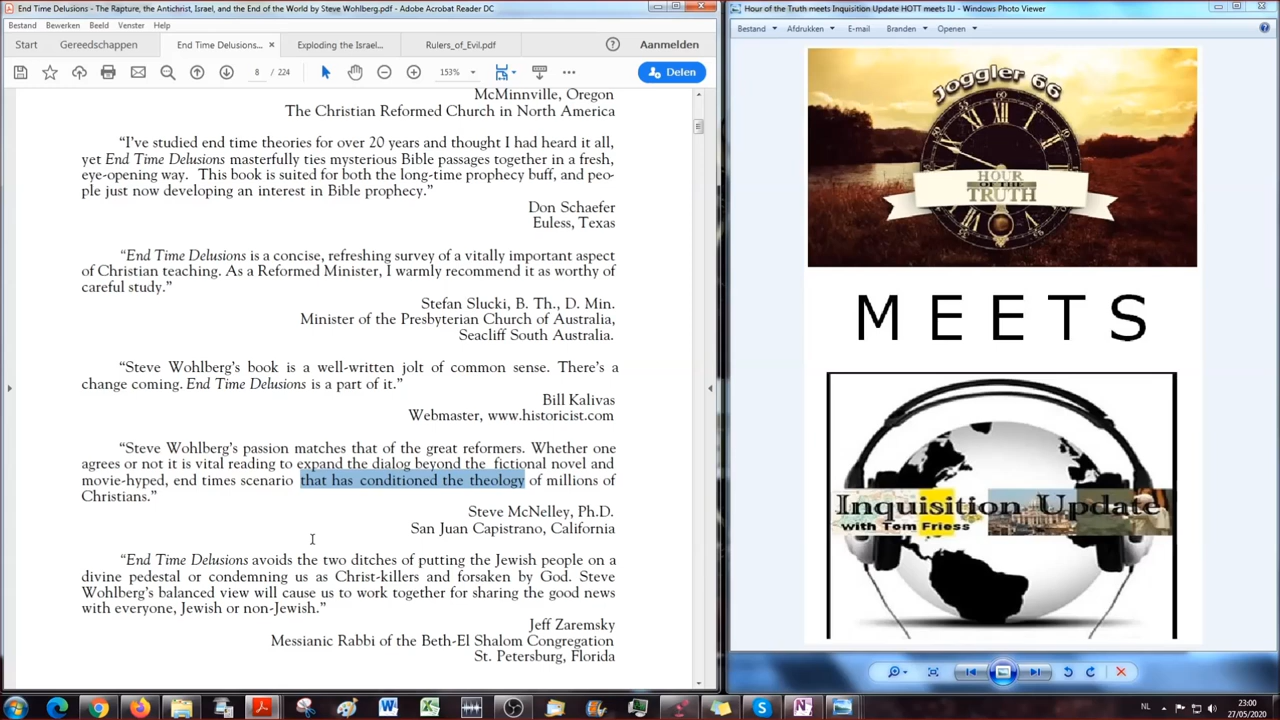 End Time Delusions - The Rapture, the Antichrist, Israel, and the End of the World by Steve Wohlberg.pdf - Adobe Acrobat Reader DC
Bestand Bewerken Beeld Venster Help
Start Gereedschappen End Time Delusions... × Exploding the Israel... Rulers_of_Evil.pdf Aanmelden
8 / 224 153% Delen
McMinnville, Oregon
The Christian Reformed Church in North America
“I’ve studied end time theories for over 20 years and thought I had heard it all,
yet End Time Delusions masterfully ties mysterious Bible passages together in a fresh,
eye-opening way. This book is suited for both the long-time prophecy buff, and peo-
ple just now developing an interest in Bible prophecy.”
Don Schaefer
Euless, Texas
“End Time Delusions is a concise, refreshing survey of a vitally important aspect
of Christian teaching. As a Reformed Minister, I warmly recommend it as worthy of
careful study.”
Stefan Slucki, B. Th., D. Min.
Minister of the Presbyterian Church of Australia,
Seacliff South Australia.
“Steve Wohlberg’s book is a well-written jolt of common sense. There’s a
change coming. End Time Delusions is a part of it.”
Bill Kalivas
Webmaster, www.historicist.com
“Steve Wohlberg’s passion matches that of the great reformers. Whether one
agrees or not it is vital reading to expand the dialog beyond the fictional novel and
movie-hyped, end times scenario that has conditioned the theology of millions of
Christians.”
Steve McNelley, Ph.D.
San Juan Capistrano, California
“End Time Delusions avoids the two ditches of putting the Jewish people on a
divine pedestal or condemning us as Christ-killers and forsaken by God. Steve
Wohlberg’s balanced view will cause us to work together for sharing the good news
with everyone, Jewish or non-Jewish.”
Jeff Zaremsky
Messianic Rabbi of the Beth-El Shalom Congregation
St. Petersburg, Florida
Hour of the Truth meets Inquisition Update HOTT meets IU - Windows Photo Viewer
Bestand Afdrukken E-mail Branden Openen
Joggler 66
HOUR
OF THE
TRUTH
MEETS
Inquisition Update
with Tom Friess
NL 23:00
27/05/2020